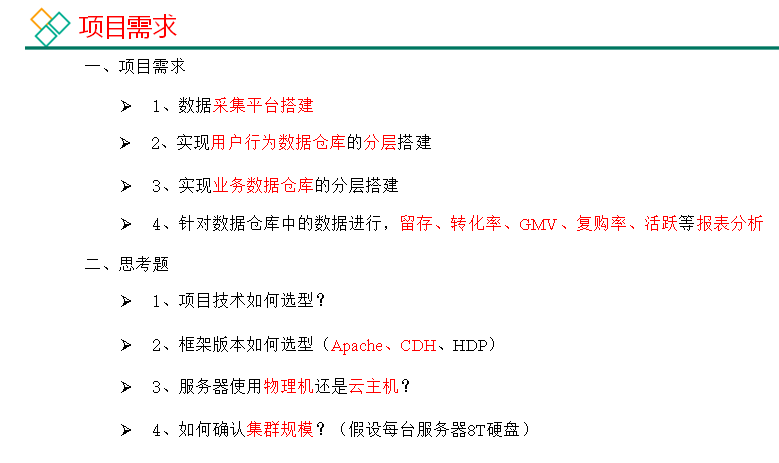 项目需求
一、项目需求
➢ 1、数据采集平台搭建
➢ 2、实现用户行为数据仓库的分层搭建
➢ 3、实现业务数据仓库的分层搭建
➢ 4、针对数据仓库中的数据进行，留存、转化率、GMV、复购率、活跃等报表分析
二、思考题
➢ 1、项目技术如何选型？
➢ 2、框架版本如何选型（Apache、CDH、HDP）
➢ 3、服务器使用物理机还是云主机？
➢ 4、如何确认集群规模？（假设每台服务器8T硬盘）